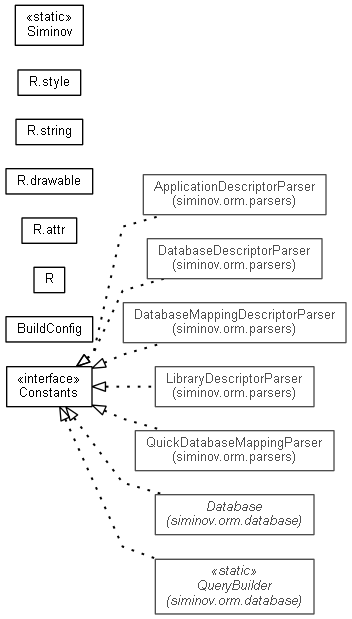 «static»
Siminov
R.style
R.string
R.drawable
R.attr
R
BuildConfig
«interface»
Constants
ApplicationDescriptorParser
(siminov.orm.parsers)
DatabaseDescriptorParser
(siminov.orm.parsers)
DatabaseMappingDescriptorParser
(siminov.orm.parsers)
LibraryDescriptorParser
(siminov.orm.parsers)
QuickDatabaseMappingParser
(siminov.orm.parsers)
Database
(siminov.orm.database)
«static»
QueryBuilder
(siminov.orm.database)